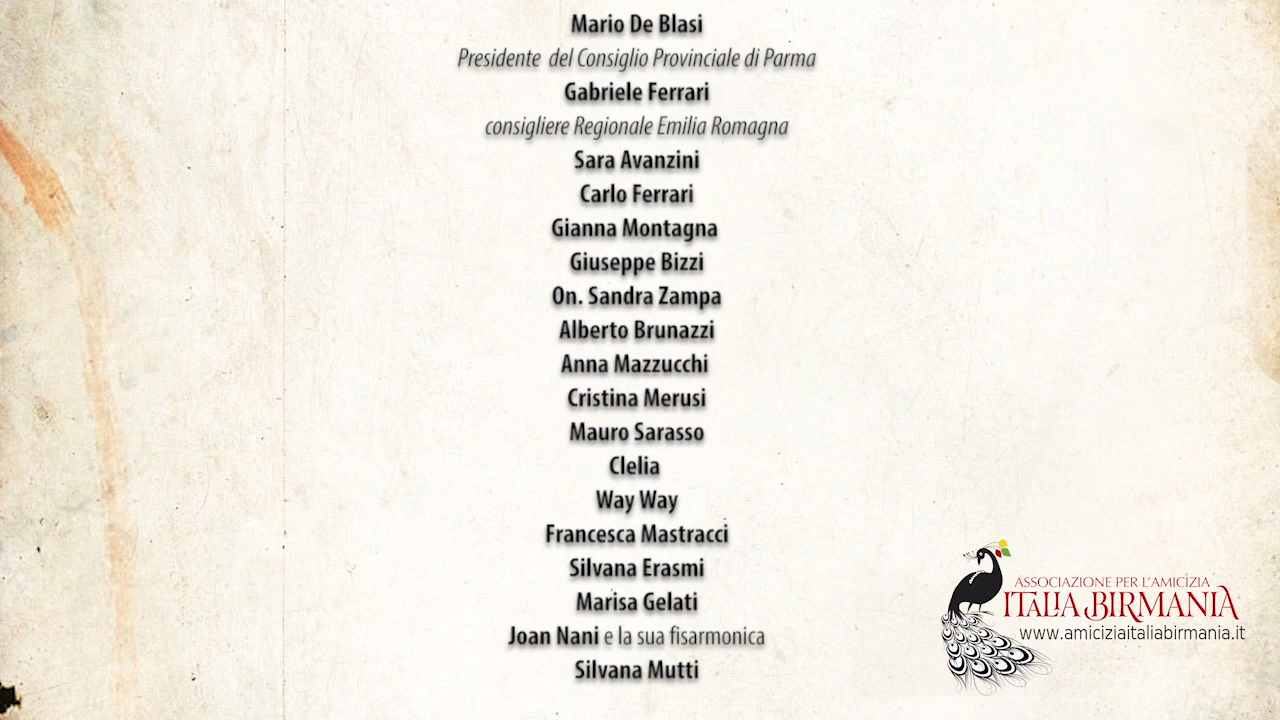 Mario De Blasi
Presidente del Consiglio Provinciale di Parma
Gabriele Ferrari
consigliere Regionale Emilia Romagna
Sara Avanzini
Carlo Ferrari
Gianna Montagna
Giuseppe Bizzi
On. Sandra Zampa
Alberto Brunazzi
Anna Mazzucchi
Cristina Merusi
Mauro Sarasso
Clelia
Way Way
Francesca Mastracci
Silvana Erasmi
Marisa Gelati
Joan Nani e la sua fisarmonica
Silvana Mutti
ASSOCIAZIONE PER L'AMICIZIA
ITALIA BIRMANIA
www.amiciziaitaliabirmania.it